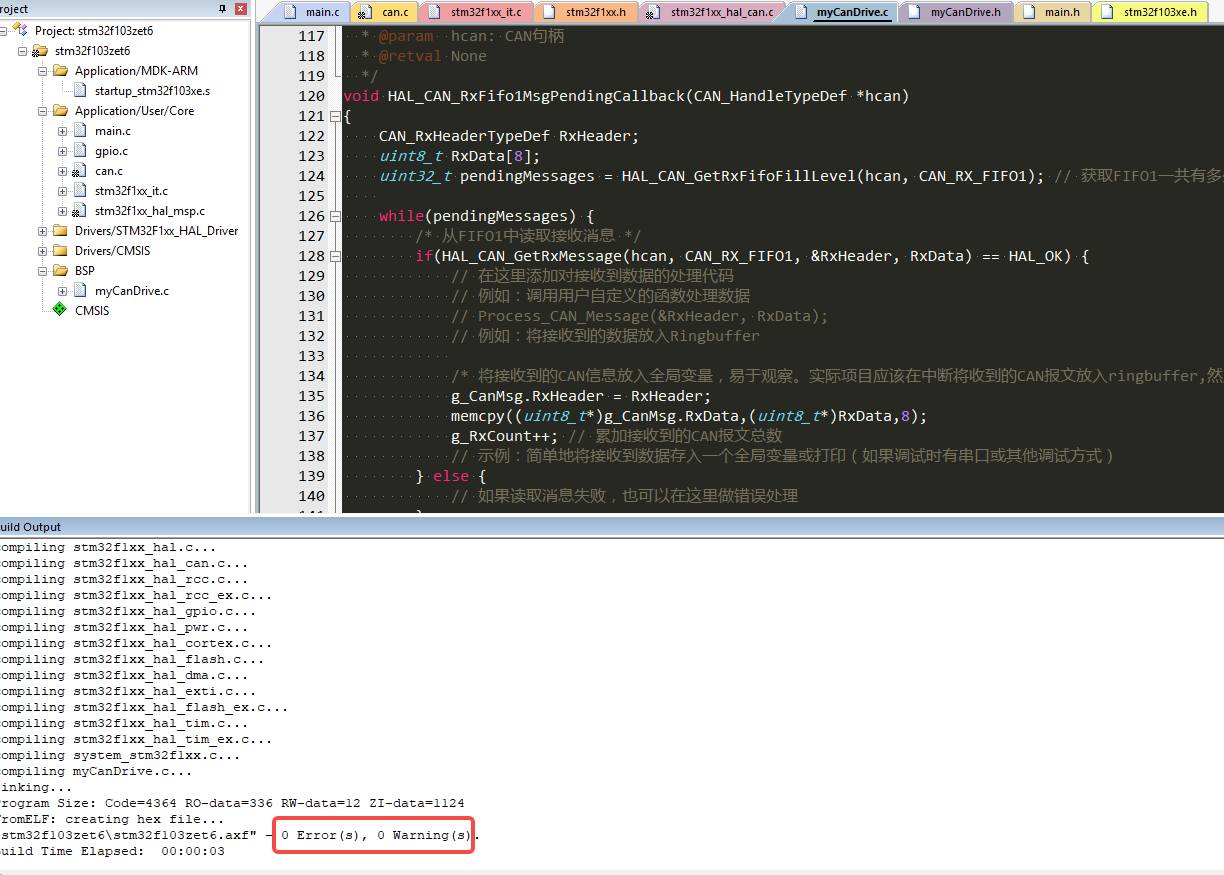 roject
Project: stm32f103zet6
stm32f103zet6
Application/MDK-ARM
startup_stm32f103xe.s
Application/User/Core
main.c
gpio.c
can.c
stm32f1xx_it.c
stm32f1xx_hal_msp.c
Drivers/STM32F1xx_HAL_Driver
Drivers/CMSIS
BSP
myCanDrive.c
CMSIS
main.c can.c stm32f1xx_it.c stm32f1xx.h stm32f1xx_hal_can.c myCanDrive.c myCanDrive.h main.h stm32f103xe.h
117 * @param hcan: CAN句柄
118 * @retval None
119 */
120 void HAL_CAN_RxFifo1MsgPendingCallback(CAN_HandleTypeDef *hcan)
121 {
122 CAN_RxHeaderTypeDef RxHeader;
123 uint8_t RxData[8];
124 uint32_t pendingMessages = HAL_CAN_GetRxFifoFillLevel(hcan, CAN_RX_FIFO1); // 获取FIFO1一共有多
125
126 while(pendingMessages) {
127 /* 从FIFO1中读取接收消息 */
128 if(HAL_CAN_GetRxMessage(hcan, CAN_RX_FIFO1, &RxHeader, RxData) == HAL_OK) {
129 // 在这里添加对接收到数据的处理代码
130 // 例如：调用用户自定义的函数处理数据
131 // Process_CAN_Message(&RxHeader, RxData);
132 // 例如：将接收到的数据放入Ringbuffer
133
134 /* 将接收到的CAN信息放入全局变量，易于观察。实际项目应该在中断将收到的CAN报文放入ringbuffer,然
135 g_CanMsg.RxHeader = RxHeader;
136 memcpy((uint8_t*)g_CanMsg.RxData,(uint8_t*)RxData,8);
137 g_RxCount++; // 累加接收到的CAN报文总数
138 // 示例：简单地将接收到数据存入一个全局变量或打印（如果调试时有串口或其他调试方式）
139 } else {
140 // 如果读取消息失败，也可以在这里做错误处理
uild Output
ompiling stm32f1xx_hal.c...
ompiling stm32f1xx_hal_can.c...
ompiling stm32f1xx_hal_rcc.c...
ompiling stm32f1xx_hal_rcc_ex.c...
ompiling stm32f1xx_hal_gpio.c...
ompiling stm32f1xx_hal_pwr.c...
ompiling stm32f1xx_hal_cortex.c...
ompiling stm32f1xx_hal_flash.c...
ompiling stm32f1xx_hal_dma.c...
ompiling stm32f1xx_hal_exti.c...
ompiling stm32f1xx_hal_flash_ex.c...
ompiling stm32f1xx_hal_tim.c...
ompiling stm32f1xx_hal_tim_ex.c...
ompiling system_stm32f1xx.c...
ompiling myCanDrive.c...
inking...
rogram Size: Code=4364 RO-data=336 RW-data=12 ZI-data=1124
romELF: creating hex file...
stm32f103zet6\stm32f103zet6.axf" - 0 Error(s), 0 Warning(s).
uild Time Elapsed: 00:00:03